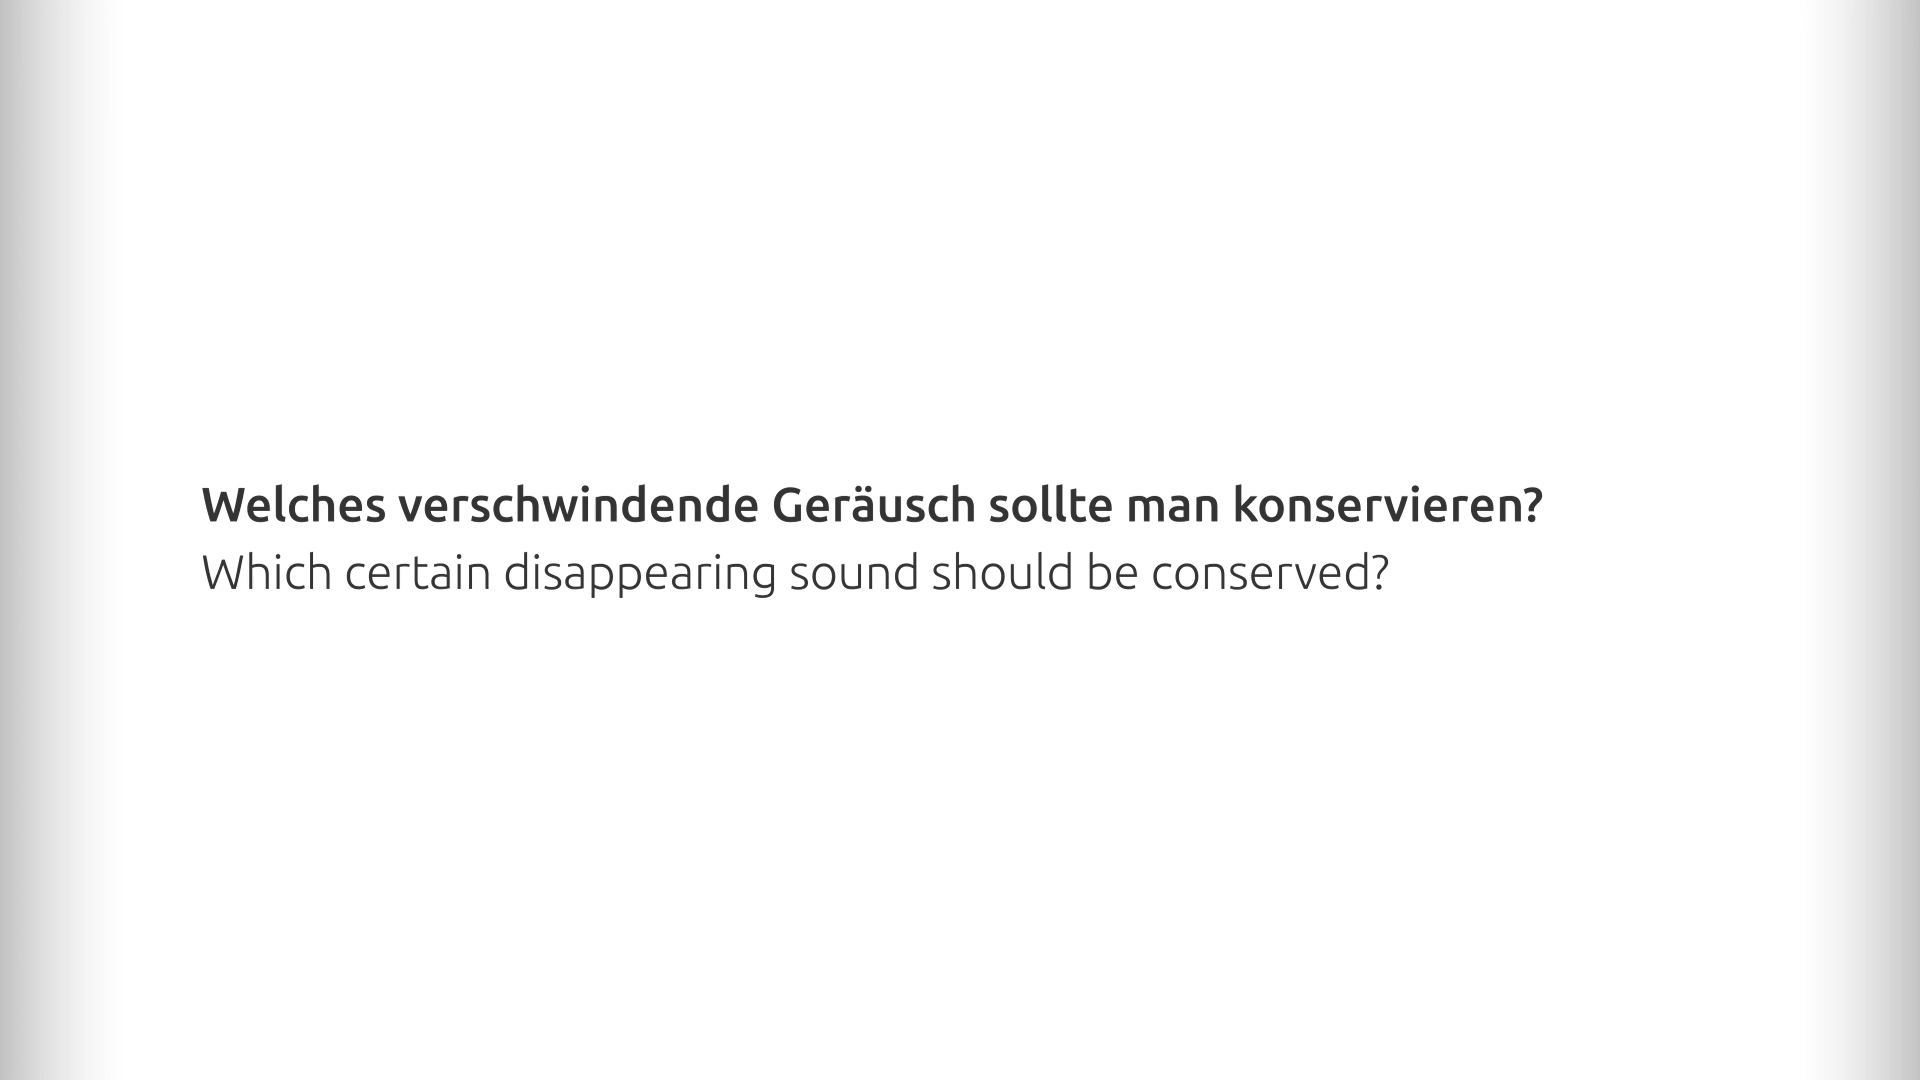 Welches verschwindende Geräusch sollte man konservieren?
Which certain disappearing sound should be conserved?